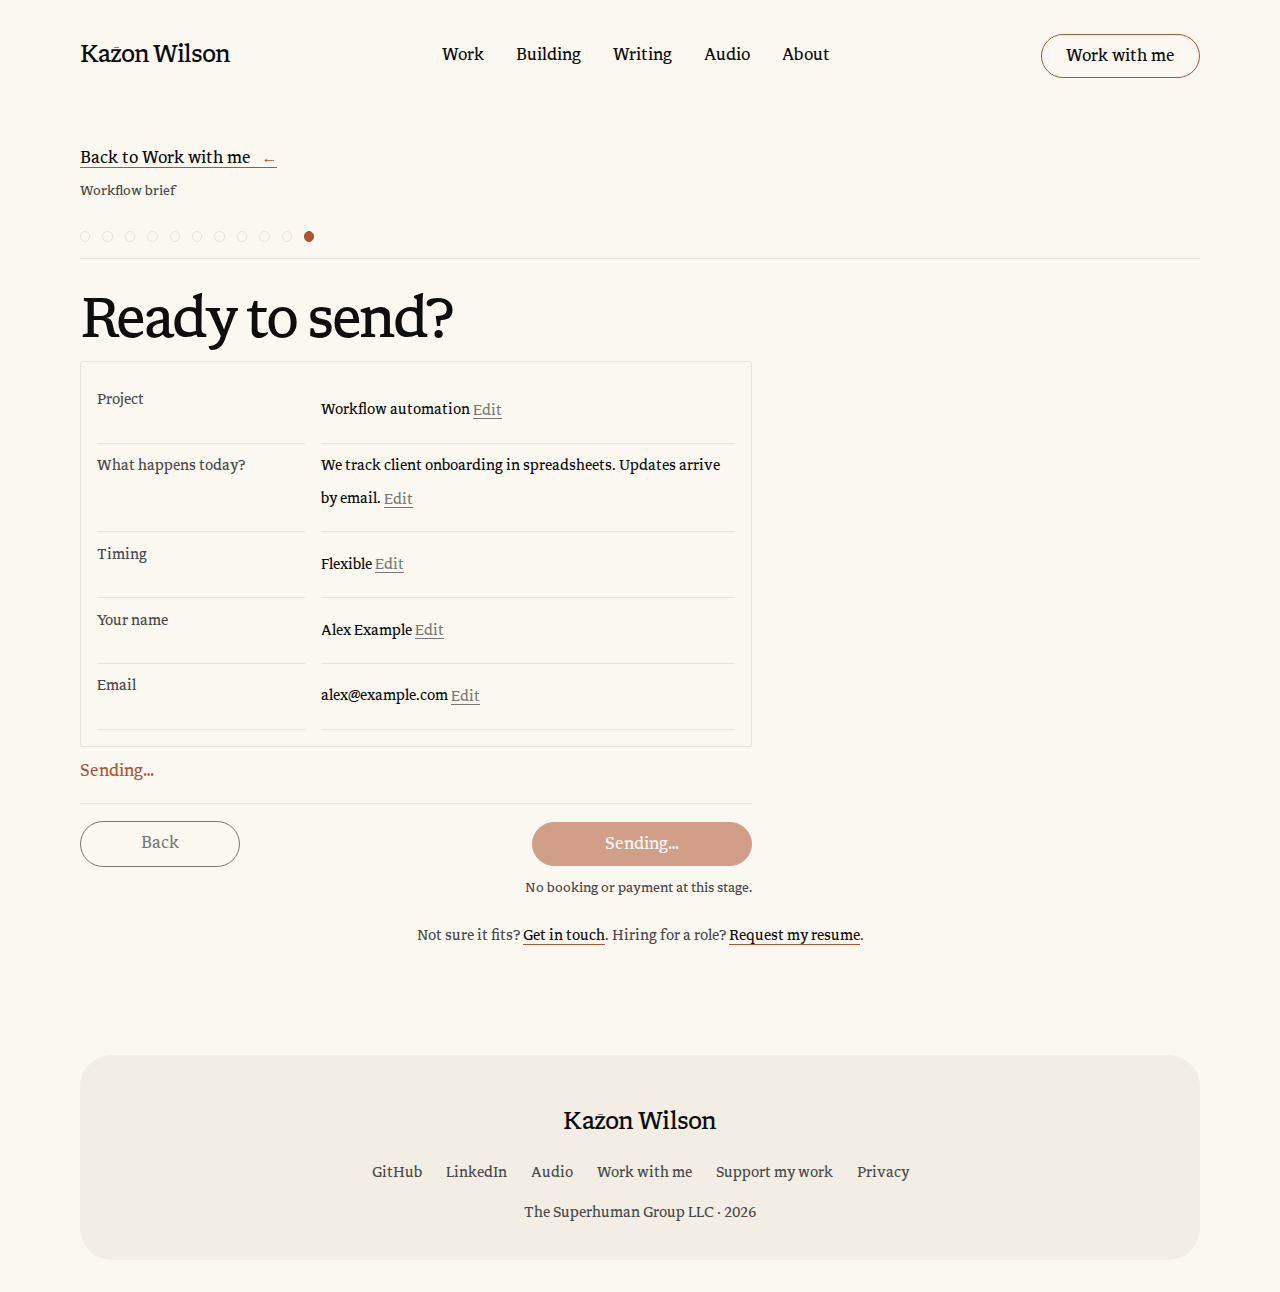 Kažon Wilson
Work Building Writing Audio About
Work with me
Back to Work with me ←
Workflow brief
Ready to send?
Project
Workflow automation Edit
What happens today?
We track client onboarding in spreadsheets. Updates arrive
by email. Edit
Timing
Flexible Edit
Your name
Alex Example Edit
Email
alex@example.com Edit
Sending...
Back
Sending...
No booking or payment at this stage.
Not sure it fits? Get in touch. Hiring for a role? Request my resume.
Kažon Wilson
GitHub LinkedIn Audio Work with me Support my work Privacy
The Superhuman Group LLC · 2026